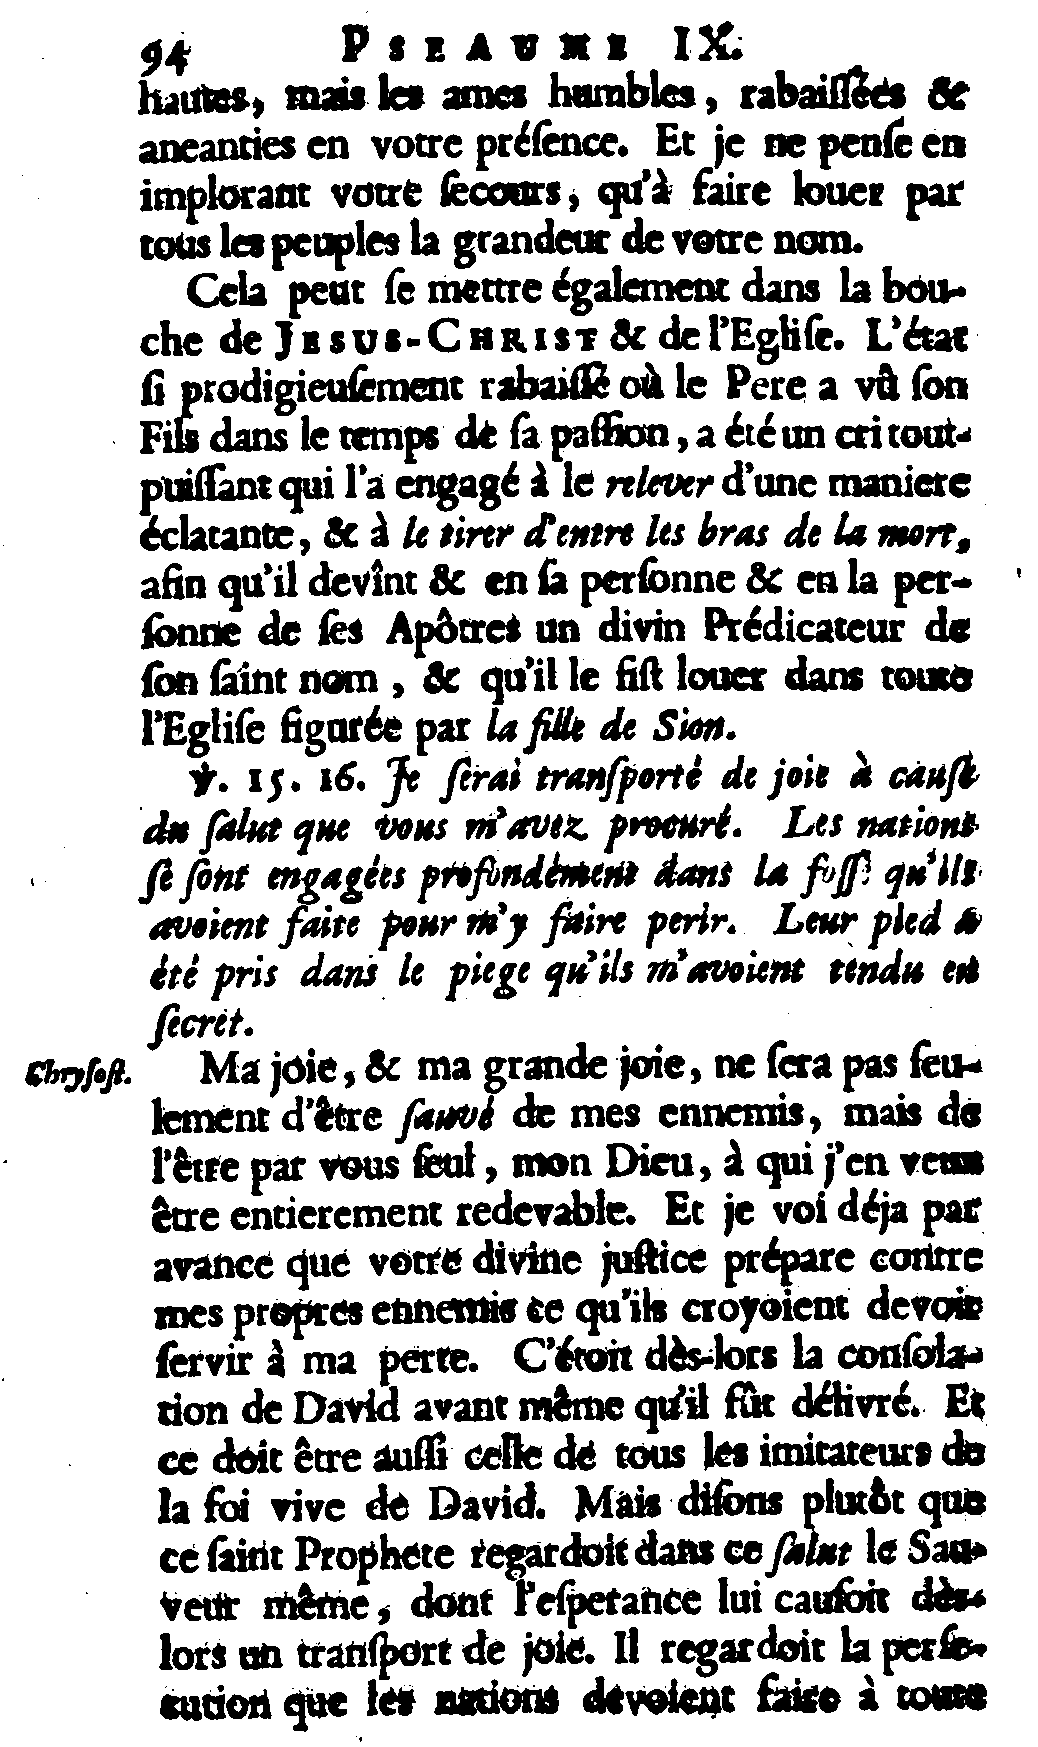 94 PSEAUME IX.
hautes, mais les ames humbles, rabaiſſées &
aneanties en votre préſence. Et je ne penſe en
implorant votre ſecours, qu'à faire louer par
tous les peuples la grandeur de votre nom.
Cela peut ſe mettre également dans la bou-
che de JESUS-CHRIST & de l'Egliſe. L'état
ſi prodigieuſement rabaiſſé où le Pere a vû ſon
Fils dans le temps de ſa paſſion, a été un cri tout-
puiſſant qui l'a engagé à le relever d'une maniere
éclatante, & à le tirer d'entre les bras de la mort,
afin qu'il devînt & en ſa perſonne & en la per-
ſonne de ſes Apôtres un divin Prédicateur de
ſon ſaint nom, & qu'il le fiſt louer dans toute
l'Egliſe figurée par la fille de Sion.
℣. 15. 16. Je ſerai tranſporté de joie à cauſe
du ſalut que vous m'avez procuré. Les nations
ſe ſont engagées profondément dans la foſſe qu'ils
avoient faite pour m'y faire perir. Leur pied a
été pris dans le piege qu'ils m'avoient tendu en
ſecret.
Chryſoſt. Ma joie, & ma grande joie, ne ſera pas ſeu-
lement d'être ſauvé de mes ennemis, mais de
l'être par vous ſeul, mon Dieu, à qui j'en veux
être entierement redevable. Et je voi déja par
avance que votre divine juſtice prépare contre
mes propres ennemis ce qu'ils croyoient devoir
ſervir à ma perte. C'étoit dès-lors la conſola-
tion de David avant même qu'il fût délivré. Et
ce doit être auſſi celle de tous les imitateurs de
la foi vive de David. Mais diſons plutôt que
ce ſaint Prophete regardoit dans ce ſalut le Sau-
veur même, dont l'eſperance lui cauſoit dès-
lors un tranſport de joie. Il regardoit la perſe-
cution que les nations devoient faire à toute